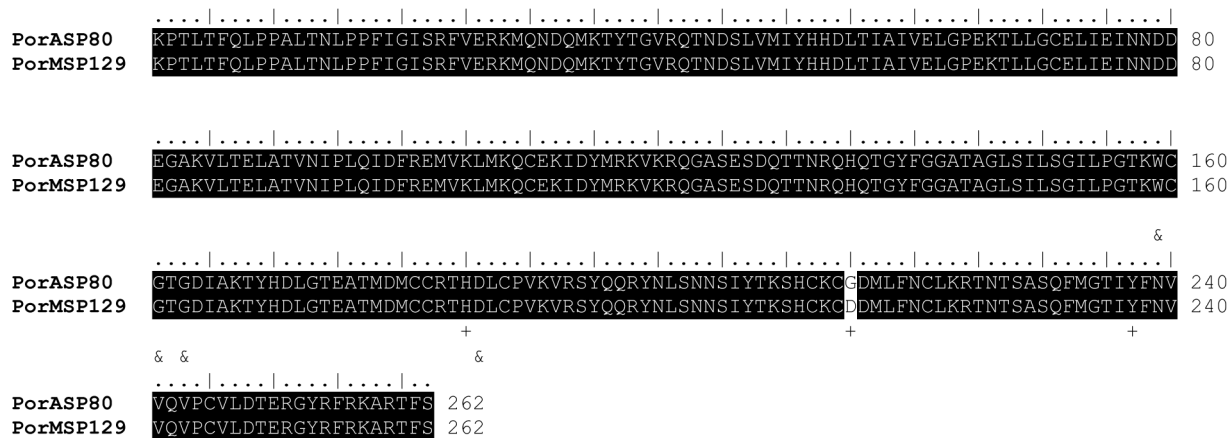 ....|....|....|....|....|....|....|....|....|....|....|....|....|....|....|....|
PorASP80 KPTLTFQLPPALTNLPPFIGISRFVERKMQNDQMKTYTGVRQTNDSLVMIYHHDLTIAIVELGPEKTLLGCELIEINNDD 80
PorMSP129 KPTLTFQLPPALTNLPPFIGISRFVERKMQNDQMKTYTGVRQTNDSLVMIYHHDLTIAIVELGPEKTLLGCELIEINNDD 80
....|....|....|....|....|....|....|....|....|....|....|....|....|....|....|....|
PorASP80 EGAKVLTELATVNIPLQIDFREMVKLMKQCEKIDYMRKVKRQGASESDQTTNRQHQTGYFGGATAGLSILSGILPGTKWC 160
PorMSP129 EGAKVLTELATVNIPLQIDFREMVKLMKQCEKIDYMRKVKRQGASESDQTTNRQHQTGYFGGATAGLSILSGILPGTKWC 160
&
....|....|....|....|....|....|....|....|....|....|....|....|....|....|....|....|
PorASP80 GTGDIAKTYHDLGTEATMDMCCRTHDLCPVKVRSYQQRYNLSNNSIYTKSHCKCGDMLFNCLKRTNTSASQFMGTIYFNV 240
PorMSP129 GTGDIAKTYHDLGTEATMDMCCRTHDLCPVKVRSYQQRYNLSNNSIYTKSHCKCDDMLFNCLKRTNTSASQFMGTIYFNV 240
+ + +
& & &
....|....|....|....|..
PorASP80 VQVPCVLDTERGYRFRKARTFS 262
PorMSP129 VQVPCVLDTERGYRFRKARTFS 262